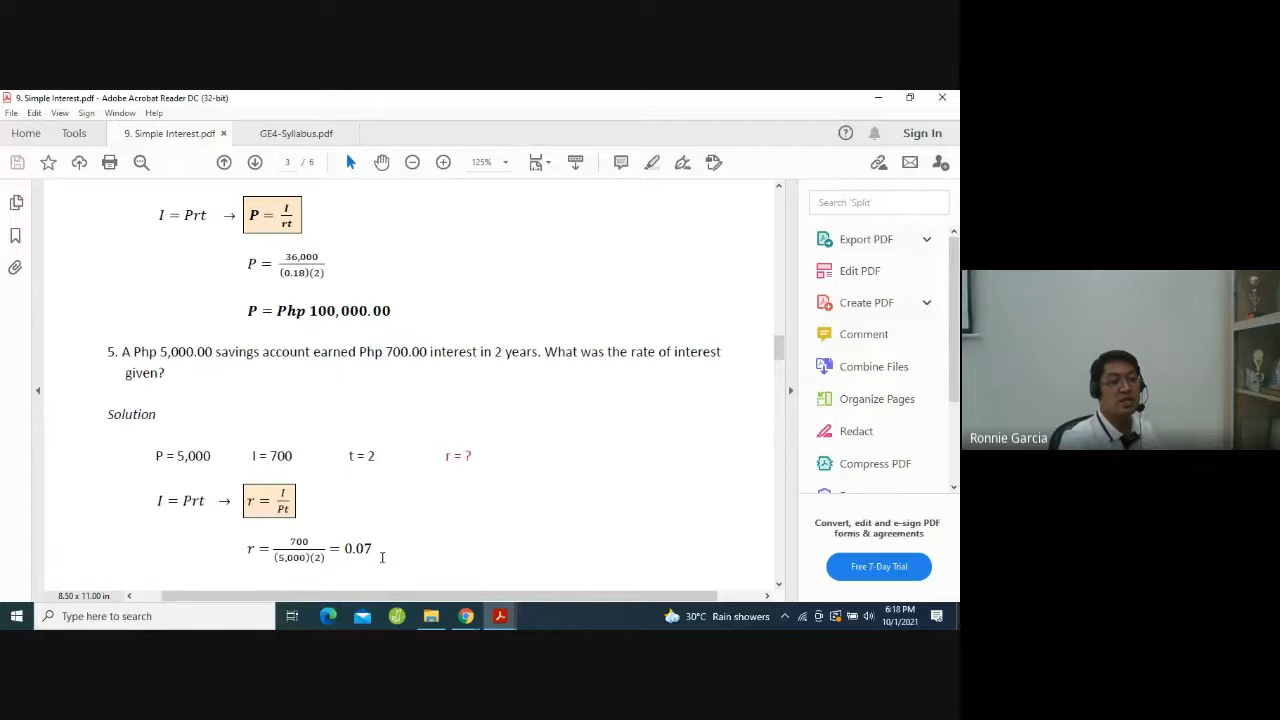 9. Simple Interest.pdf - Adobe Acrobat Reader DC (32-bit)
File Edit View Sign Window Help
Home Tools 9. Simple Interest.pdf × GE4-Syllabus.pdf Sign In
3 / 6 125%
I = Prt → P = I/rt
P = 36,000/(0.18)(2)
P = Php 100,000.00
5. A Php 5,000.00 savings account earned Php 700.00 interest in 2 years. What was the rate of interest
given?
Solution
P = 5,000 I = 700 t = 2 r = ?
I = Prt → r = I/Pt
r = 700/(5,000)(2) = 0.07
8.50 x 11.00 in
Search 'Split'
Export PDF
Edit PDF
Create PDF
Comment
Combine Files
Organize Pages
Redact
Compress PDF
Convert, edit and e-sign PDF
forms & agreements
Free 7-Day Trial
Ronnie Garcia
Type here to search
30°C Rain showers
6:18 PM
10/1/2021